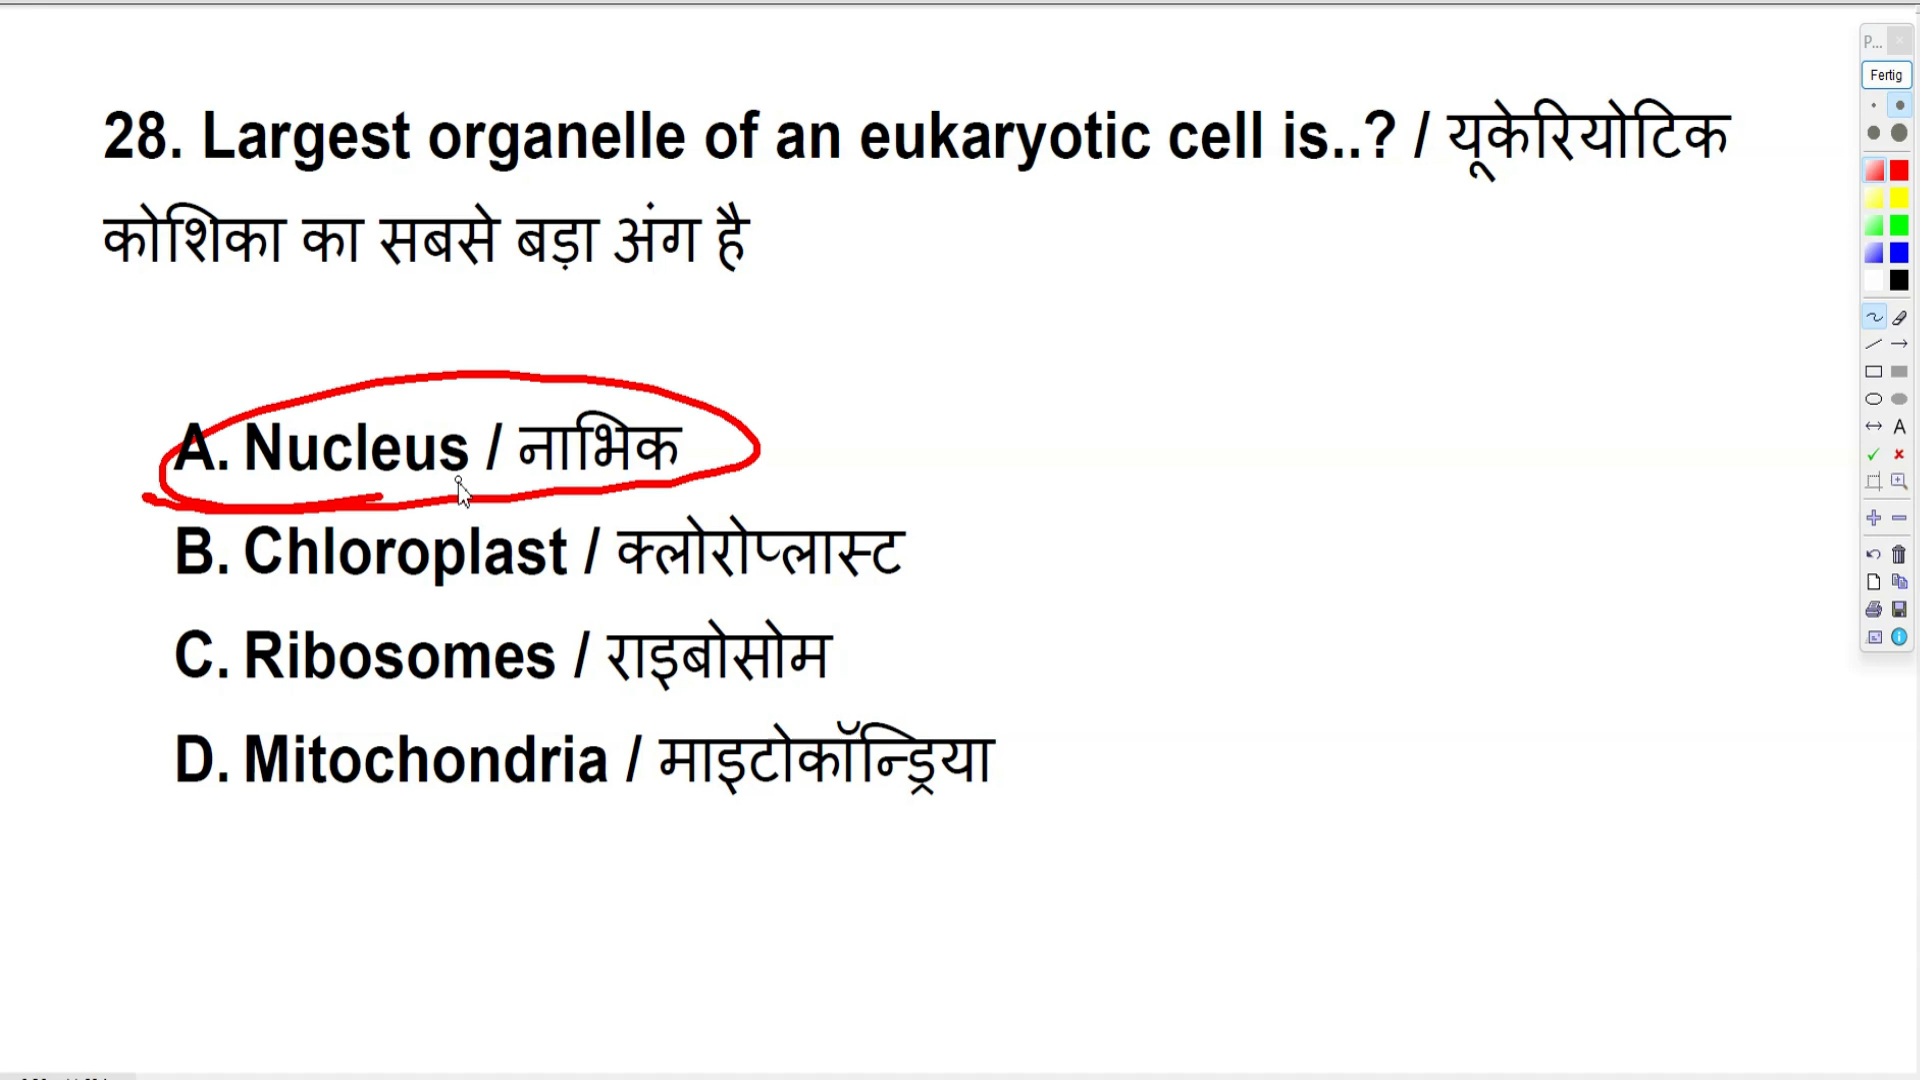 P...
Fertig
28. Largest organelle of an eukaryotic cell is..? / यूकेरियोटिक
कोशिका का सबसे बड़ा अंग है
A. Nucleus / नाभिक
B. Chloroplast / क्लोरोप्लास्ट
C. Ribosomes / राइबोसोम
D. Mitochondria / माइटोकॉन्ड्रिया